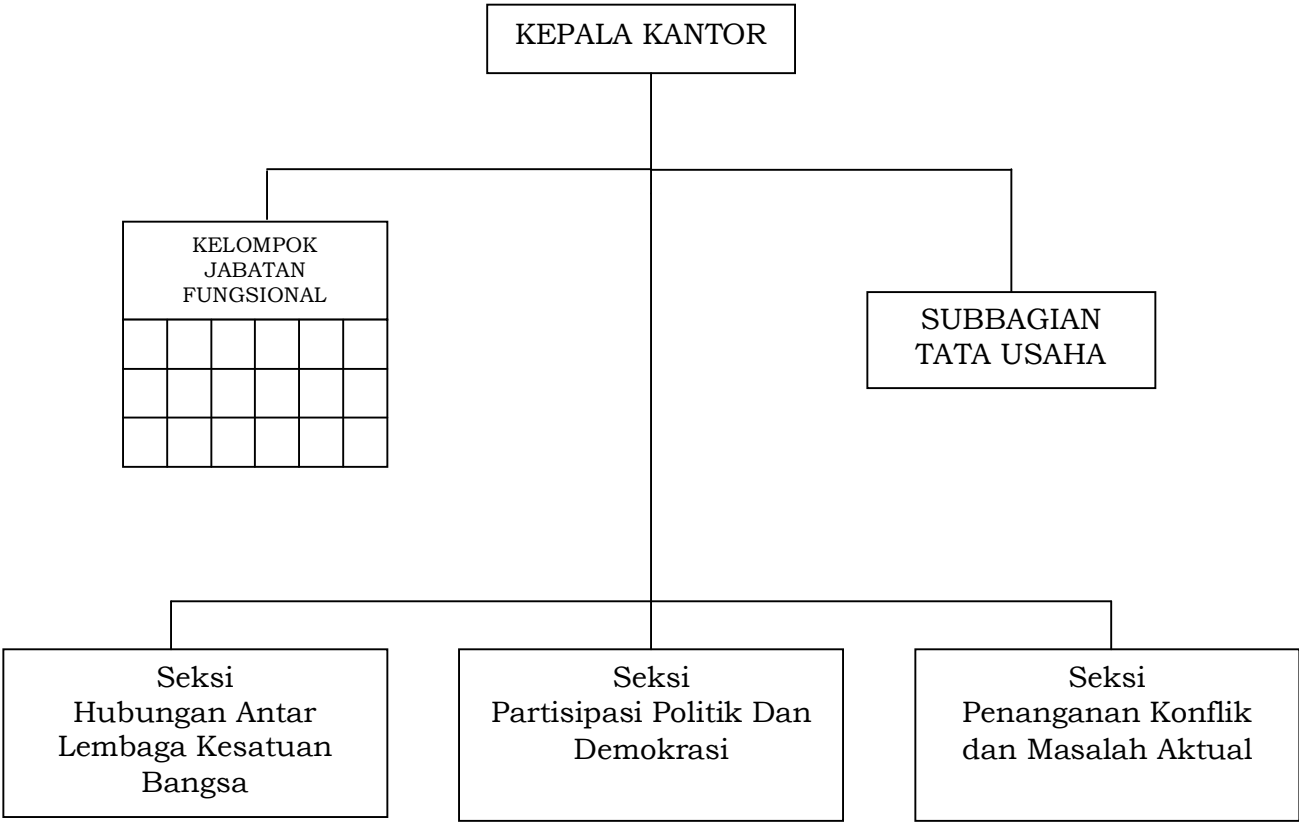 KEPALA KANTOR
KELOMPOK
JABATAN
FUNGSIONAL
SUBBAGIAN
TATA USAHA
Seksi
Hubungan Antar
Lembaga Kesatuan
Bangsa
Seksi
Partisipasi Politik Dan
Demokrasi
Seksi
Penanganan Konflik
dan Masalah Aktual